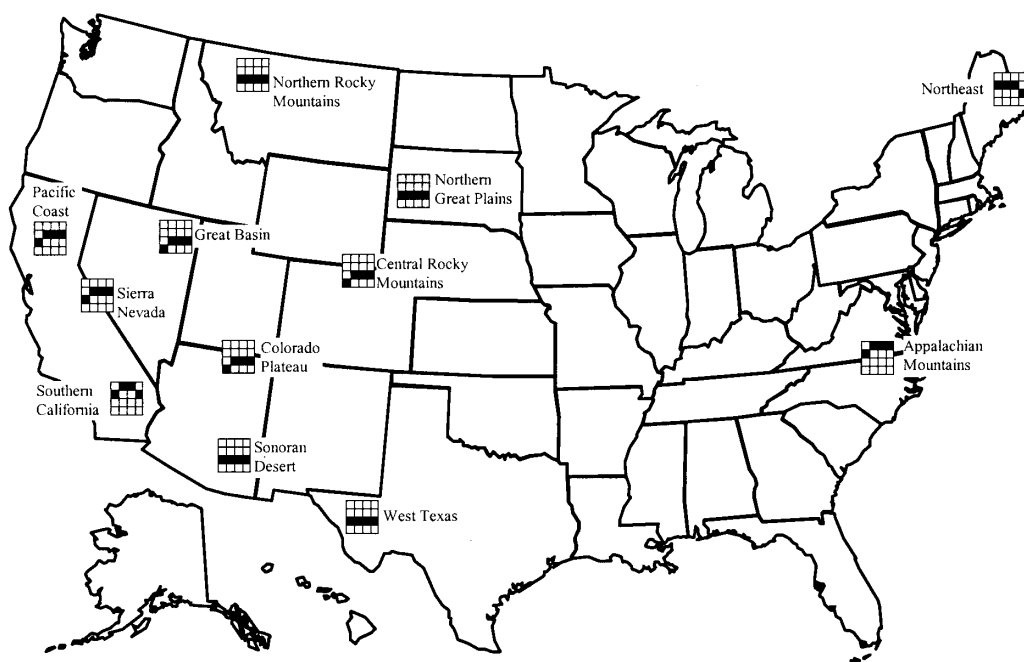 Northern Rocky
Mountains
Northeast
Pacific
Coast
Northern
Great Plains
Great Basin
Central Rocky
Mountains
Sierra
Nevada
Colorado
Plateau
Appalachian
Mountains
Southern
California
Sonoran
Desert
West Texas